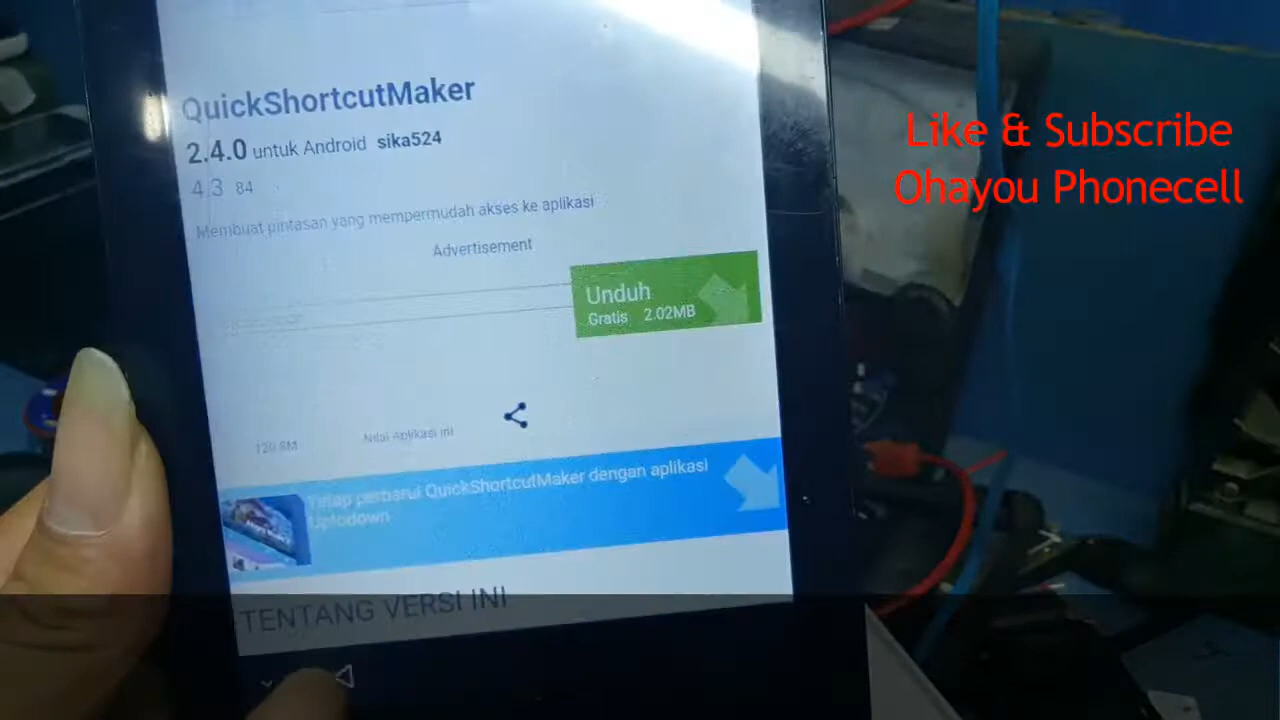 QuickShortcutMaker
2.4.0 untuk Android sika524
4.3 84
Membuat pintasan yang mempermudah akses ke aplikasi
Advertisement
Unduh
Gratis 2.02MB
Nilai Aplikasi ini
Tetap perbarui QuickShortcutMaker dengan aplikasi
Uptodown
TENTANG VERSI INI
Like & Subscribe
Ohayou Phonecell